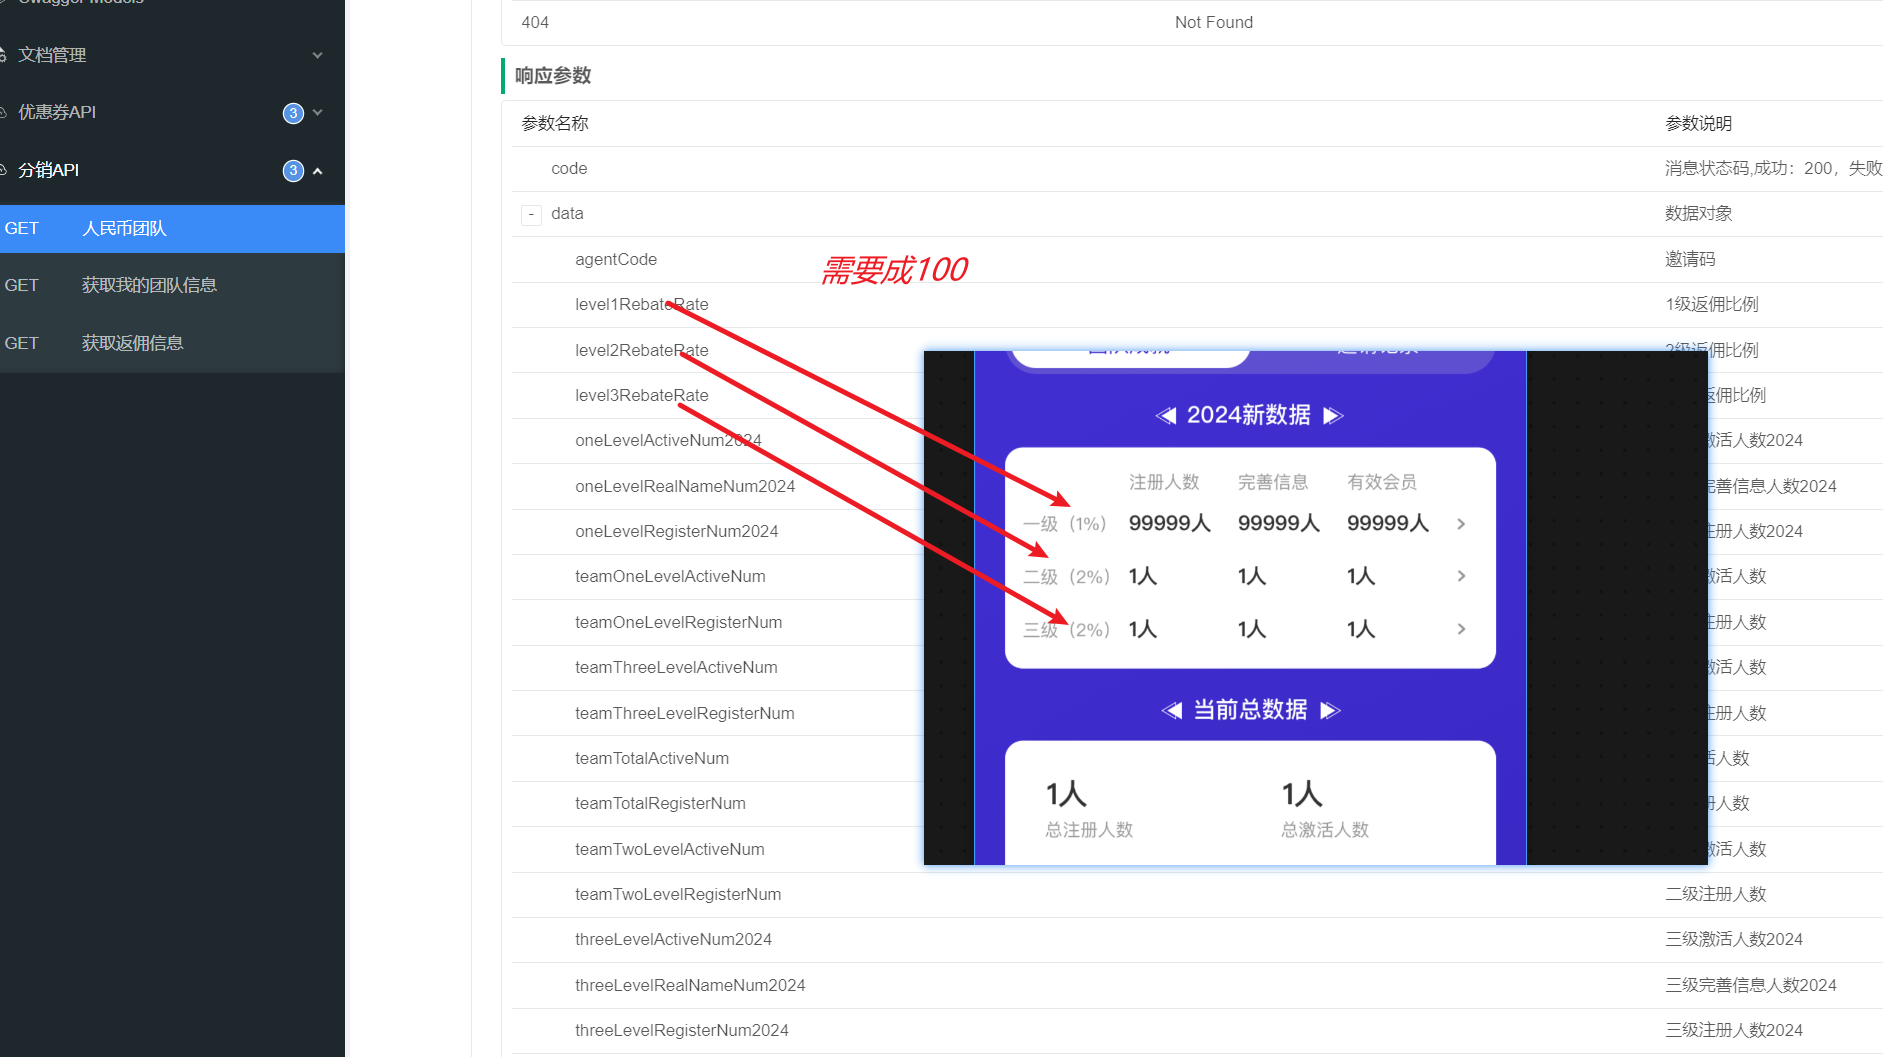 文档管理
优惠券API 3
分销API 3
GET 人民币团队
GET 获取我的团队信息
GET 获取返佣信息
404 Not Found
响应参数
参数名称 参数说明
code 消息状态码,成功：200，失败
- data 数据对象
agentCode 邀请码
需要成100
level1RebateRate 1级返佣比例
level2RebateRate 2级返佣比例
level3RebateRate 返佣比例
oneLevelActiveNum2024 激活人数2024
oneLevelRealNameNum2024 完善信息人数2024
oneLevelRegisterNum2024 注册人数2024
teamOneLevelActiveNum 激活人数
teamOneLevelRegisterNum 注册人数
teamThreeLevelActiveNum 激活人数
teamThreeLevelRegisterNum 注册人数
teamTotalActiveNum 活人数
teamTotalRegisterNum 册人数
teamTwoLevelActiveNum 激活人数
teamTwoLevelRegisterNum 二级注册人数
threeLevelActiveNum2024 三级激活人数2024
threeLevelRealNameNum2024 三级完善信息人数2024
threeLevelRegisterNum2024 三级注册人数2024
2024新数据
注册人数 完善信息 有效会员
一级（1%） 99999人 99999人 99999人
二级（2%） 1人 1人 1人
三级（2%） 1人 1人 1人
当前总数据
1人 1人
总注册人数 总激活人数